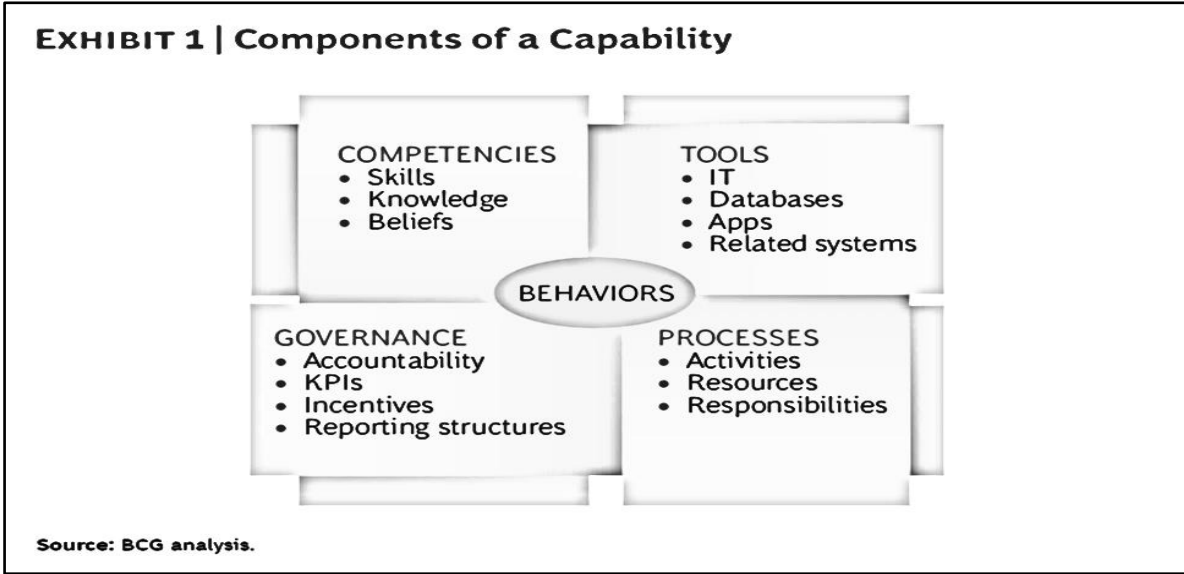 EXHIBIT 1 | Components of a Capability
COMPETENCIES
• Skills
• Knowledge
• Beliefs
TOOLS
• IT
• Databases
• Apps
• Related systems
BEHAVIORS
GOVERNANCE
• Accountability
• KPIs
• Incentives
• Reporting structures
PROCESSES
• Activities
• Resources
• Responsibilities
Source: BCG analysis.